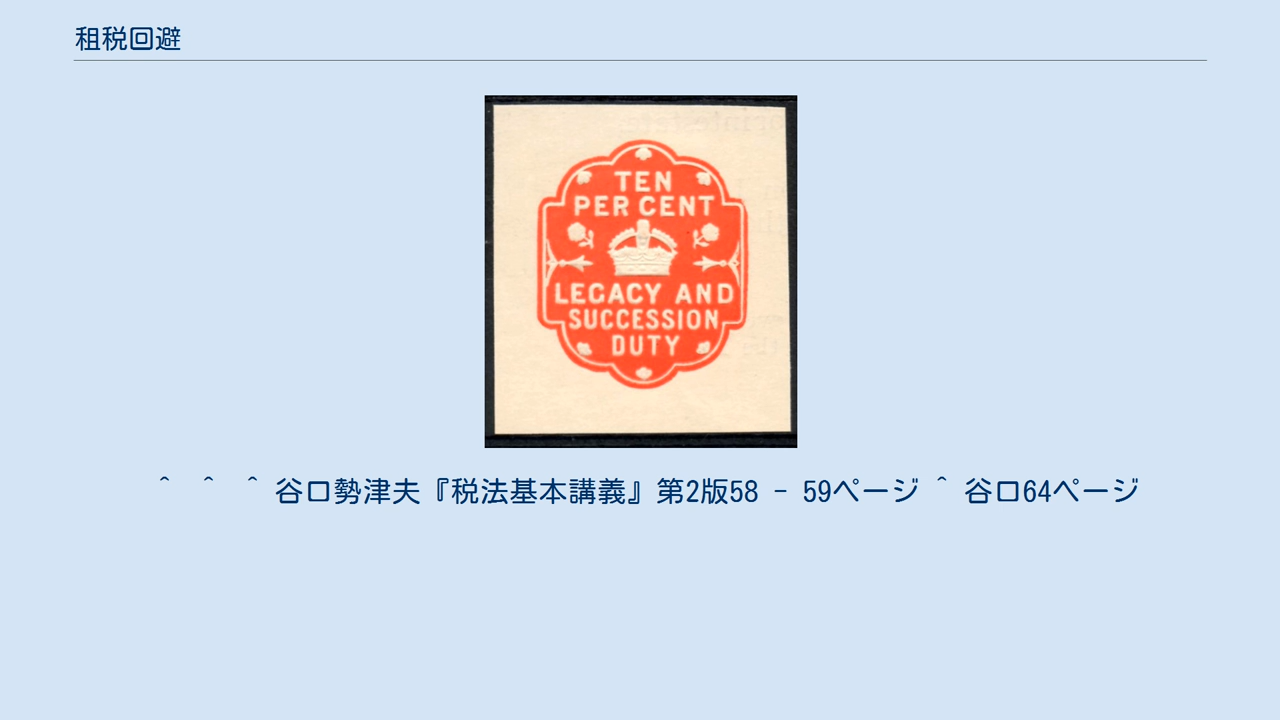 租税回避
TEN
PER CENT
LEGACY AND
SUCCESSION
DUTY
^ ^ ^ 谷口勢津夫『税法基本講義』第2版58 - 59ページ ^ 谷口64ページ